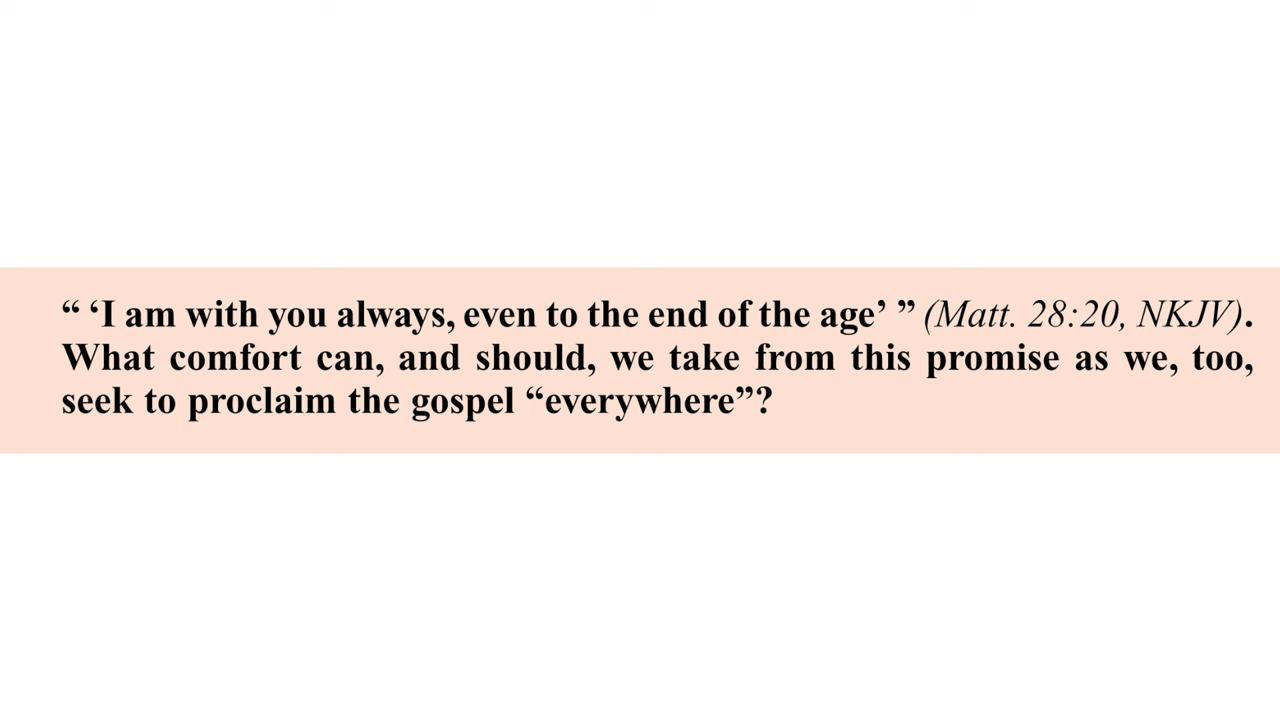 “ ‘I am with you always, even to the end of the age’ ” (Matt. 28:20, NKJV).
What comfort can, and should, we take from this promise as we, too,
seek to proclaim the gospel “everywhere”?